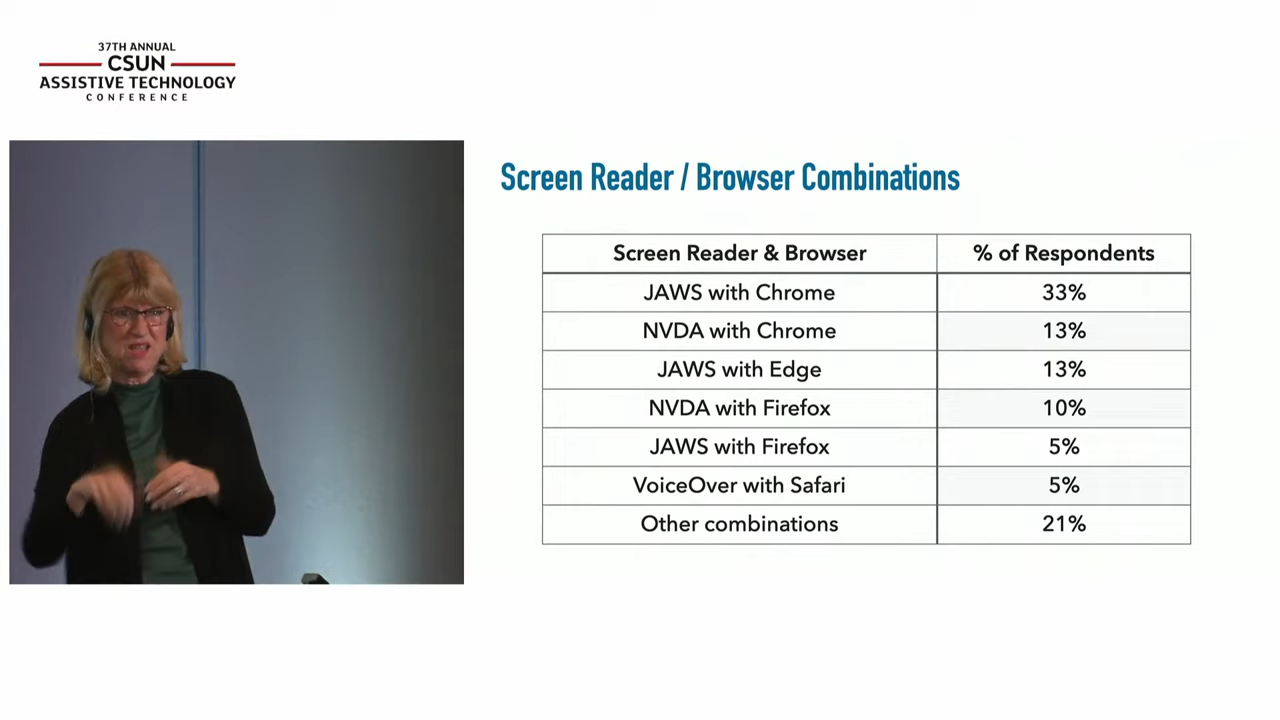 37TH ANNUAL
CSUN
ASSISTIVE TECHNOLOGY
CONFERENCE
Screen Reader / Browser Combinations
Screen Reader & Browser % of Respondents
JAWS with Chrome 33%
NVDA with Chrome 13%
JAWS with Edge 13%
NVDA with Firefox 10%
JAWS with Firefox 5%
VoiceOver with Safari 5%
Other combinations 21%